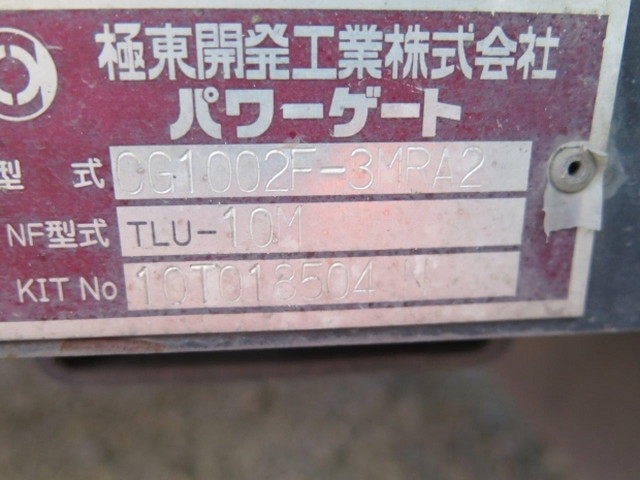 極東開発工業株式会社
パワーゲート
型式 CG1002F-3MRA2
NF型式 TLU-10M
KIT No 10T018504